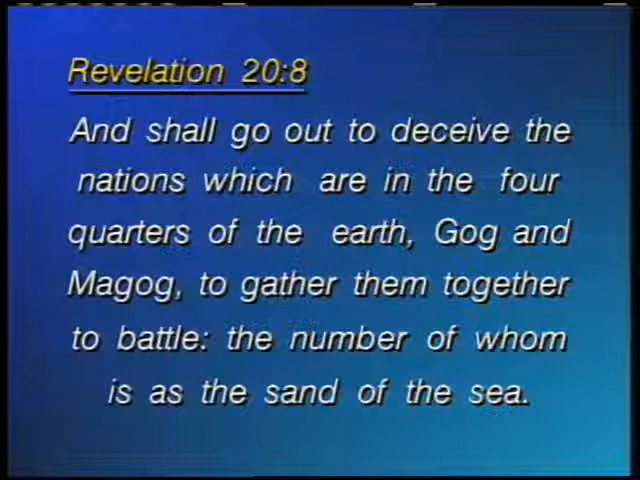 Revelation 20:8
And shall go out to deceive the
nations which are in the four
quarters of the earth, Gog and
Magog, to gather them together
to battle: the number of whom
is as the sand of the sea.